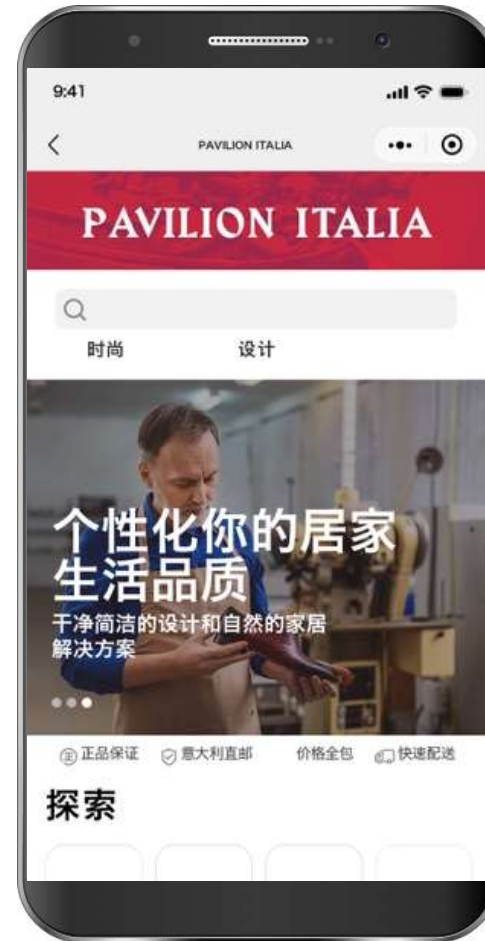 9:41
PAVILION ITALIA
PAVILION ITALIA
时尚 设计
个性化你的居家
生活品质
干净简洁的设计和自然的家居
解决方案
正 正品保证 意大利直邮 价格全包 快速配送
探索